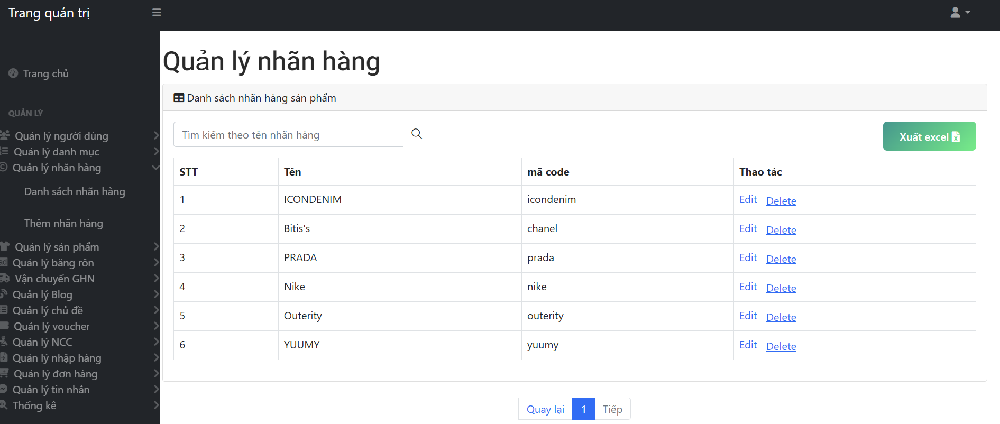 Trang quản trị
Trang chủ
QUẢN LÝ
Quản lý người dùng
Quản lý danh mục
Quản lý nhãn hàng
Danh sách nhãn hàng
Thêm nhãn hàng
Quản lý sản phẩm
Quản lý băng rôn
Vận chuyển GHN
Quản lý Blog
Quản lý chủ đề
Quản lý voucher
Quản lý NCC
Quản lý nhập hàng
Quản lý đơn hàng
Quản lý tin nhắn
Thống kê
Quản lý nhãn hàng
Danh sách nhãn hàng sản phẩm
Tìm kiếm theo tên nhãn hàng
Xuất excel
STT Tên mã code Thao tác
1 ICONDENIM icondenim Edit Delete
2 Bitis's chanel Edit Delete
3 PRADA prada Edit Delete
4 Nike nike Edit Delete
5 Outerity outerity Edit Delete
6 YUUMY yuumy Edit Delete
Quay lại 1 Tiếp